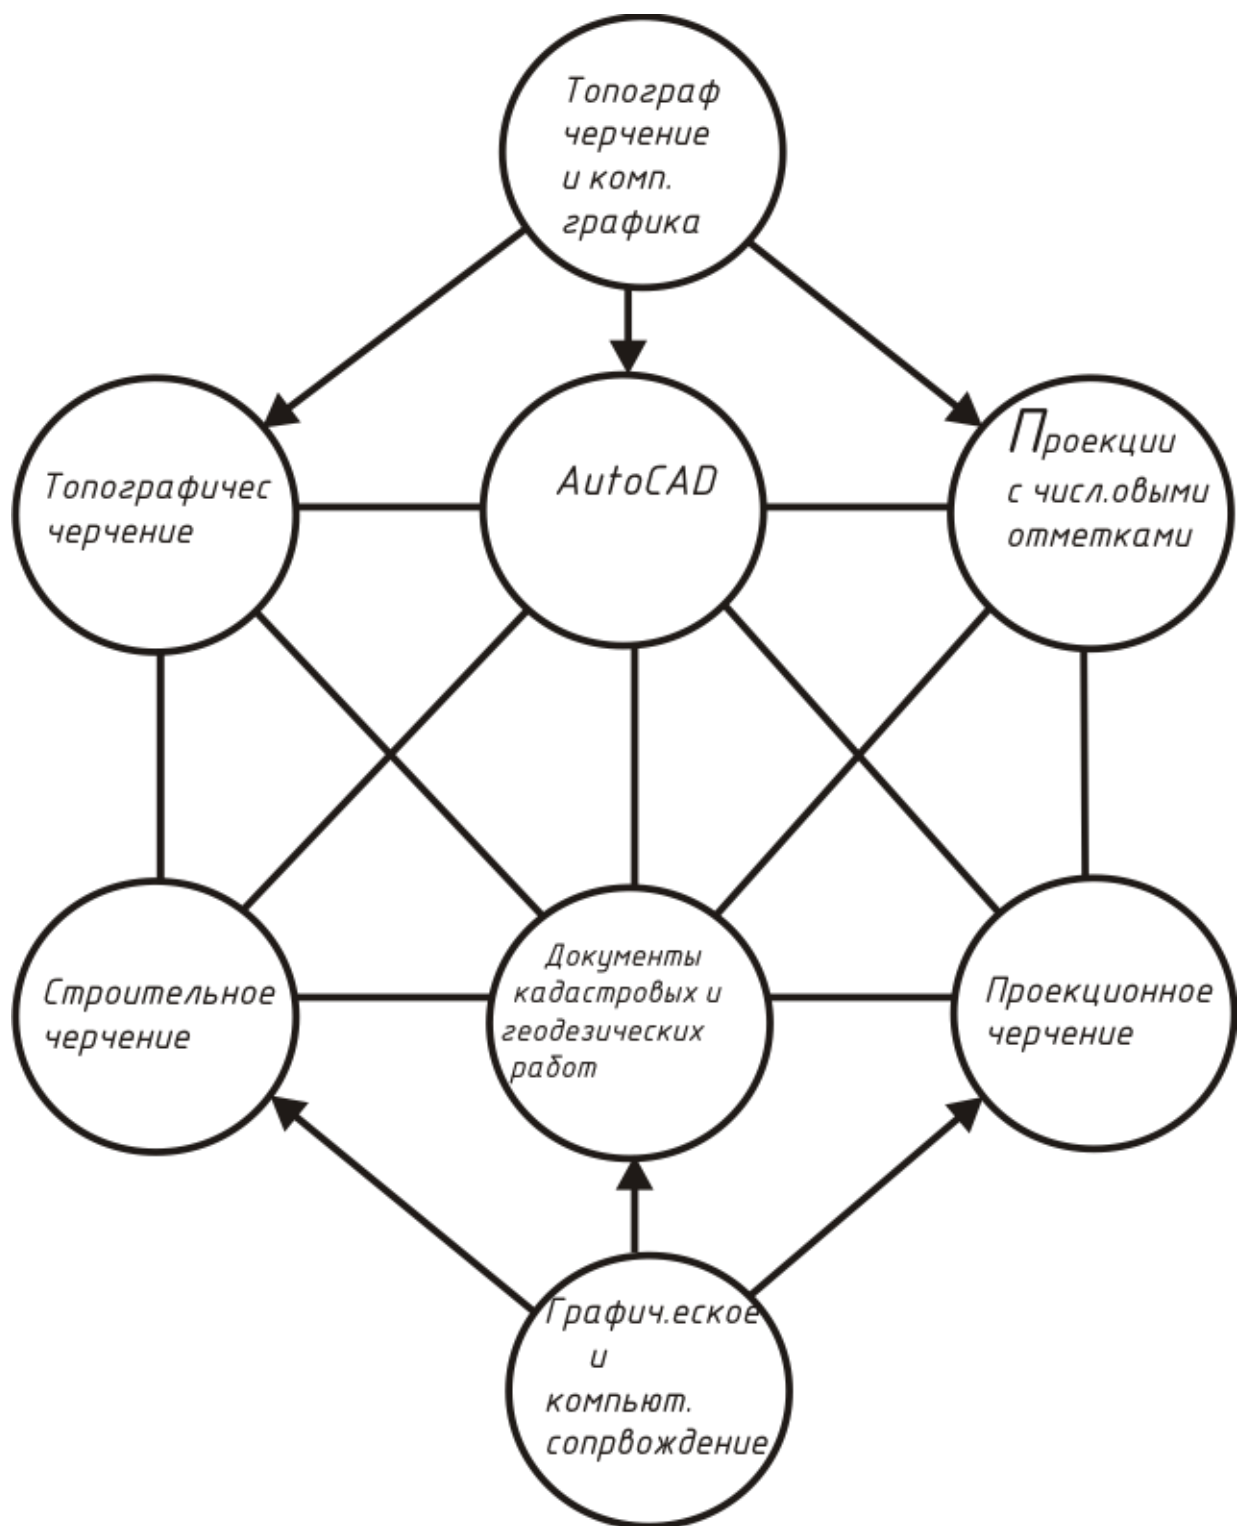 Топограф
черчение
и комп.
графика
Топографичес
черчение
AutoCAD
Проекции
с числ.овыми
отметками
Строительное
черчение
Документы
кадастровых и
геодезических
работ
Проекционное
черчение
Графич.еское
и
компьют.
сопрвождение